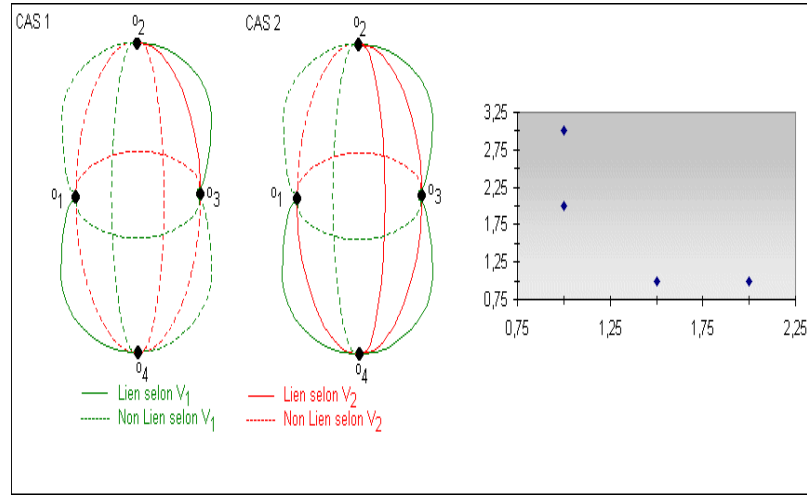 CAS 1
o2
o1
o3
o4
CAS 2
o2
o1
o3
o4
Lien selon V1
Non Lien selon V1
Lien selon V2
Non Lien selon V2
3,25
2,75
2,25
1,75
1,25
0,75
0,75 1,25 1,75 2,25